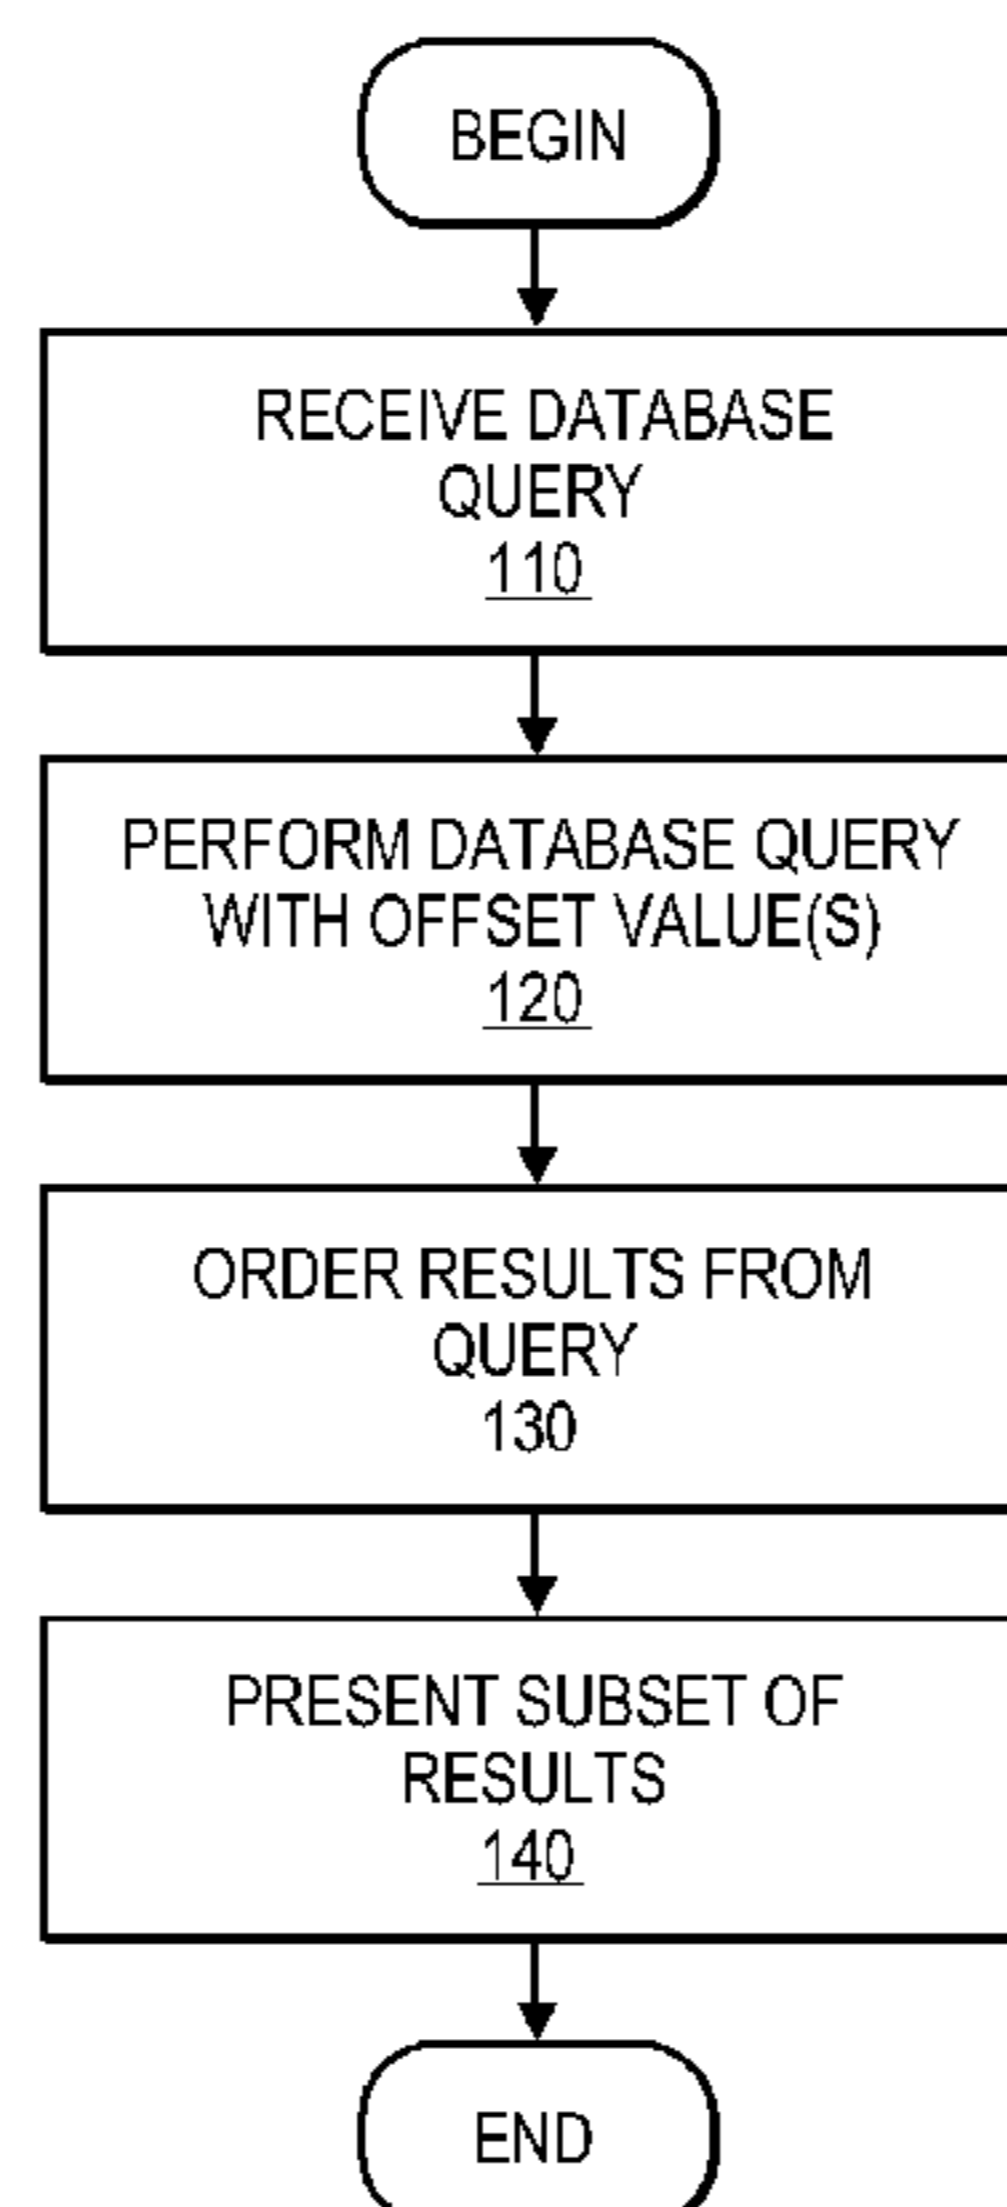 BEGIN
RECEIVE DATABASE
QUERY
110
PERFORM DATABASE QUERY
WITH OFFSET VALUE(S)
120
ORDER RESULTS FROM
QUERY
130
PRESENT SUBSET OF
RESULTS
140
END